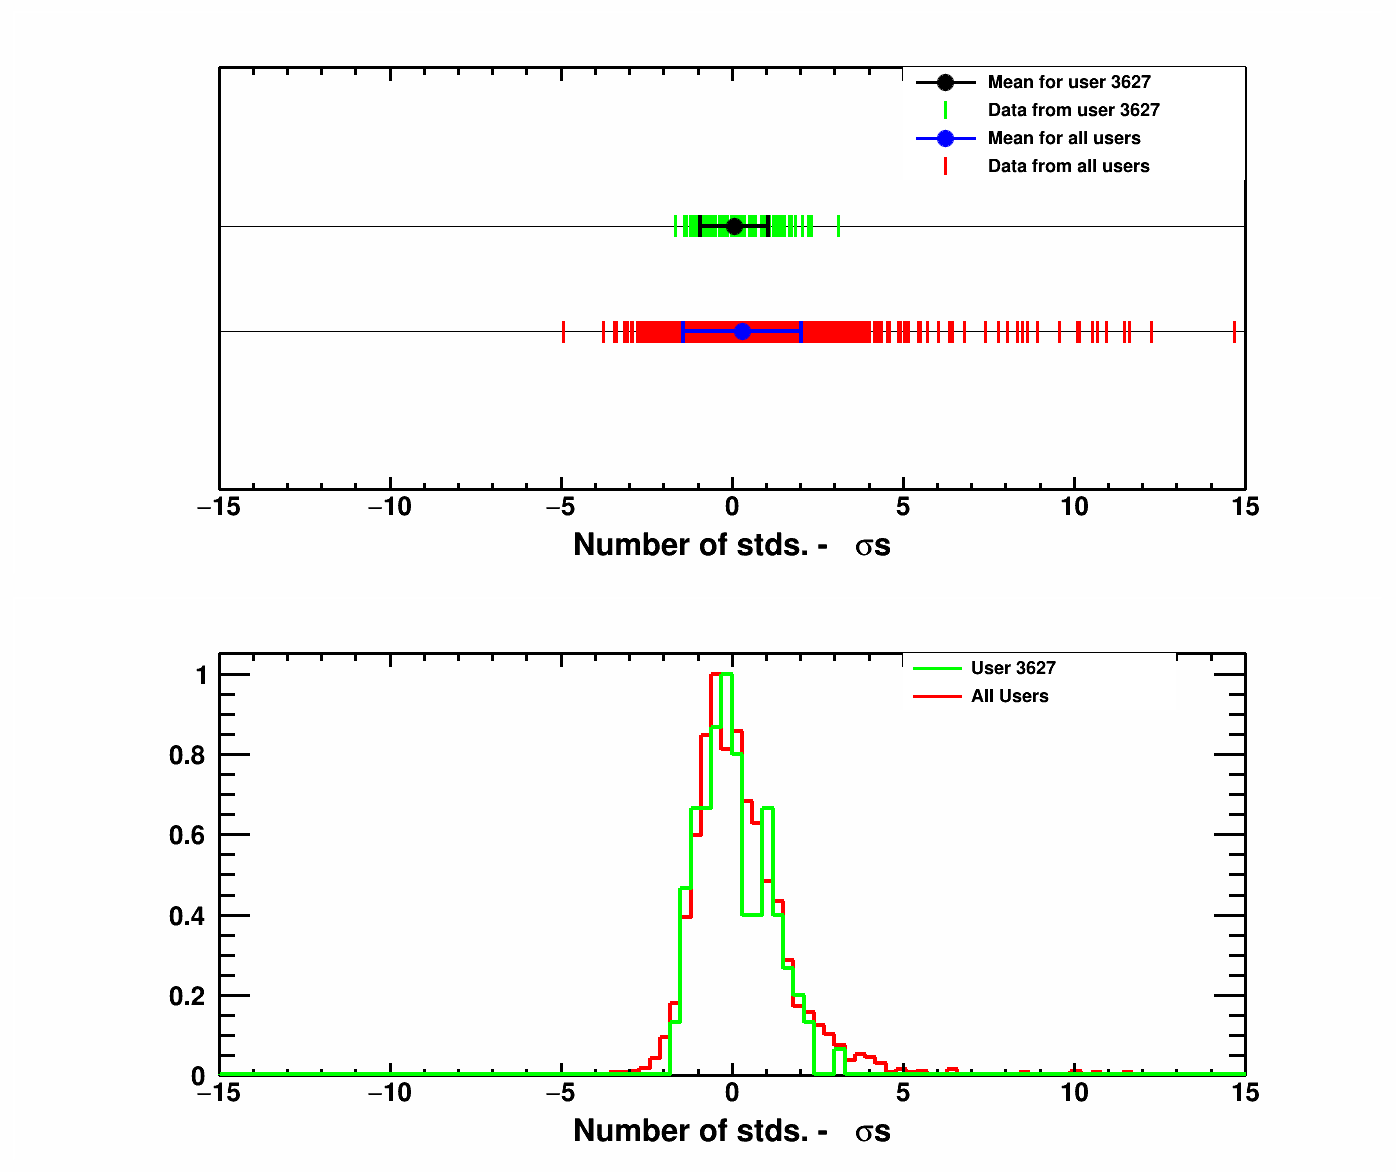 Mean for user 3627
Data from user 3627
Mean for all users
Data from all users
−15 −10 −5 0 5 10 15
Number of stds. - σs
User 3627
All Users
1
0.8
0.6
0.4
0.2
0
−15 −10 −5 0 5 10 15
Number of stds. - σs